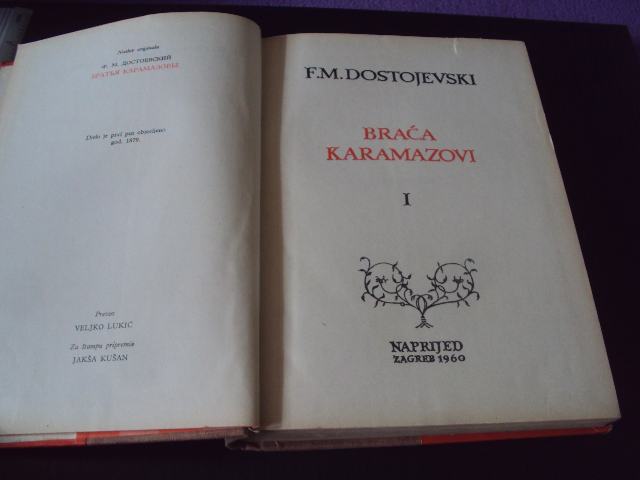 Naslov originala
Ф. М. ДОСТОЕВСКИЙ
БРАТЬЯ КАРАМАЗОВЫ
Djelo je prvi put objavljeno
god. 1879.
Preveo
VELJKO LUKIĆ
Za štampu pripremio
JAKŠA KUŠAN
F.M.DOSTOJEVSKI
BRAĆA
KARAMAZOVI
I
NAPRIJED
ZAGREB 1960